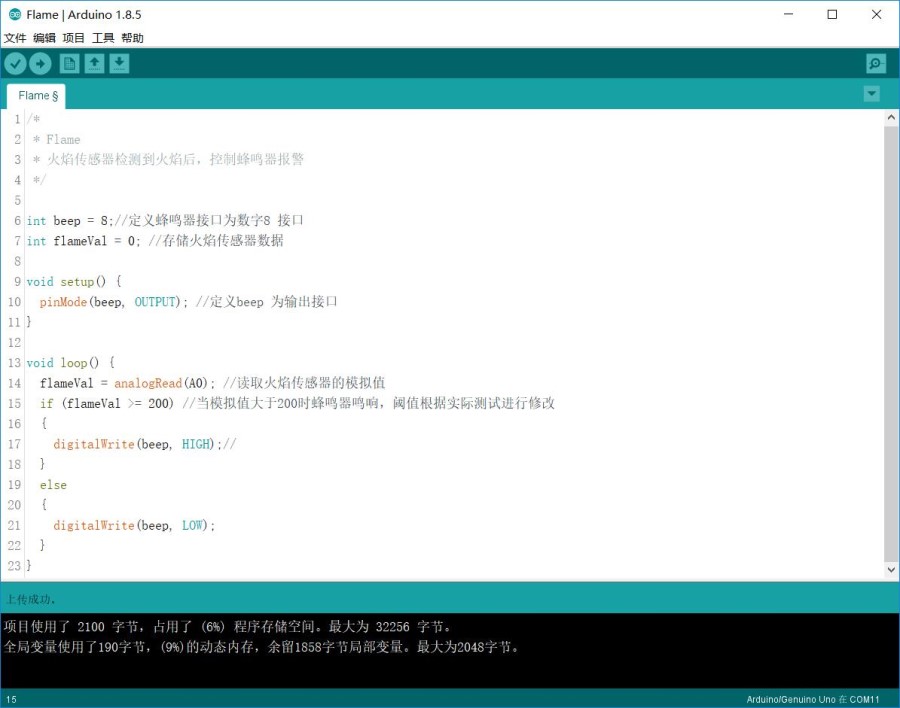 Flame | Arduino 1.8.5
文件 编辑 项目 工具 帮助
Flame §
1 /*
2  * Flame
3  * 火焰传感器检测到火焰后，控制蜂鸣器报警
4  */
5
6 int beep = 8;//定义蜂鸣器接口为数字8 接口
7 int flameVal = 0; //存储火焰传感器数据
8
9 void setup() {
10   pinMode(beep, OUTPUT); //定义beep 为输出接口
11 }
12
13 void loop() {
14   flameVal = analogRead(A0); //读取火焰传感器的模拟值
15   if (flameVal >= 200) //当模拟值大于200时蜂鸣器鸣响，阈值根据实际测试进行修改
16   {
17     digitalWrite(beep, HIGH);//
18   }
19   else
20   {
21     digitalWrite(beep, LOW);
22   }
23 }
上传成功。
项目使用了 2100 字节，占用了 (6%) 程序存储空间。最大为 32256 字节。
全局变量使用了190字节，(9%)的动态内存，余留1858字节局部变量。最大为2048字节。
15 Arduino/Genuino Uno 在 COM11